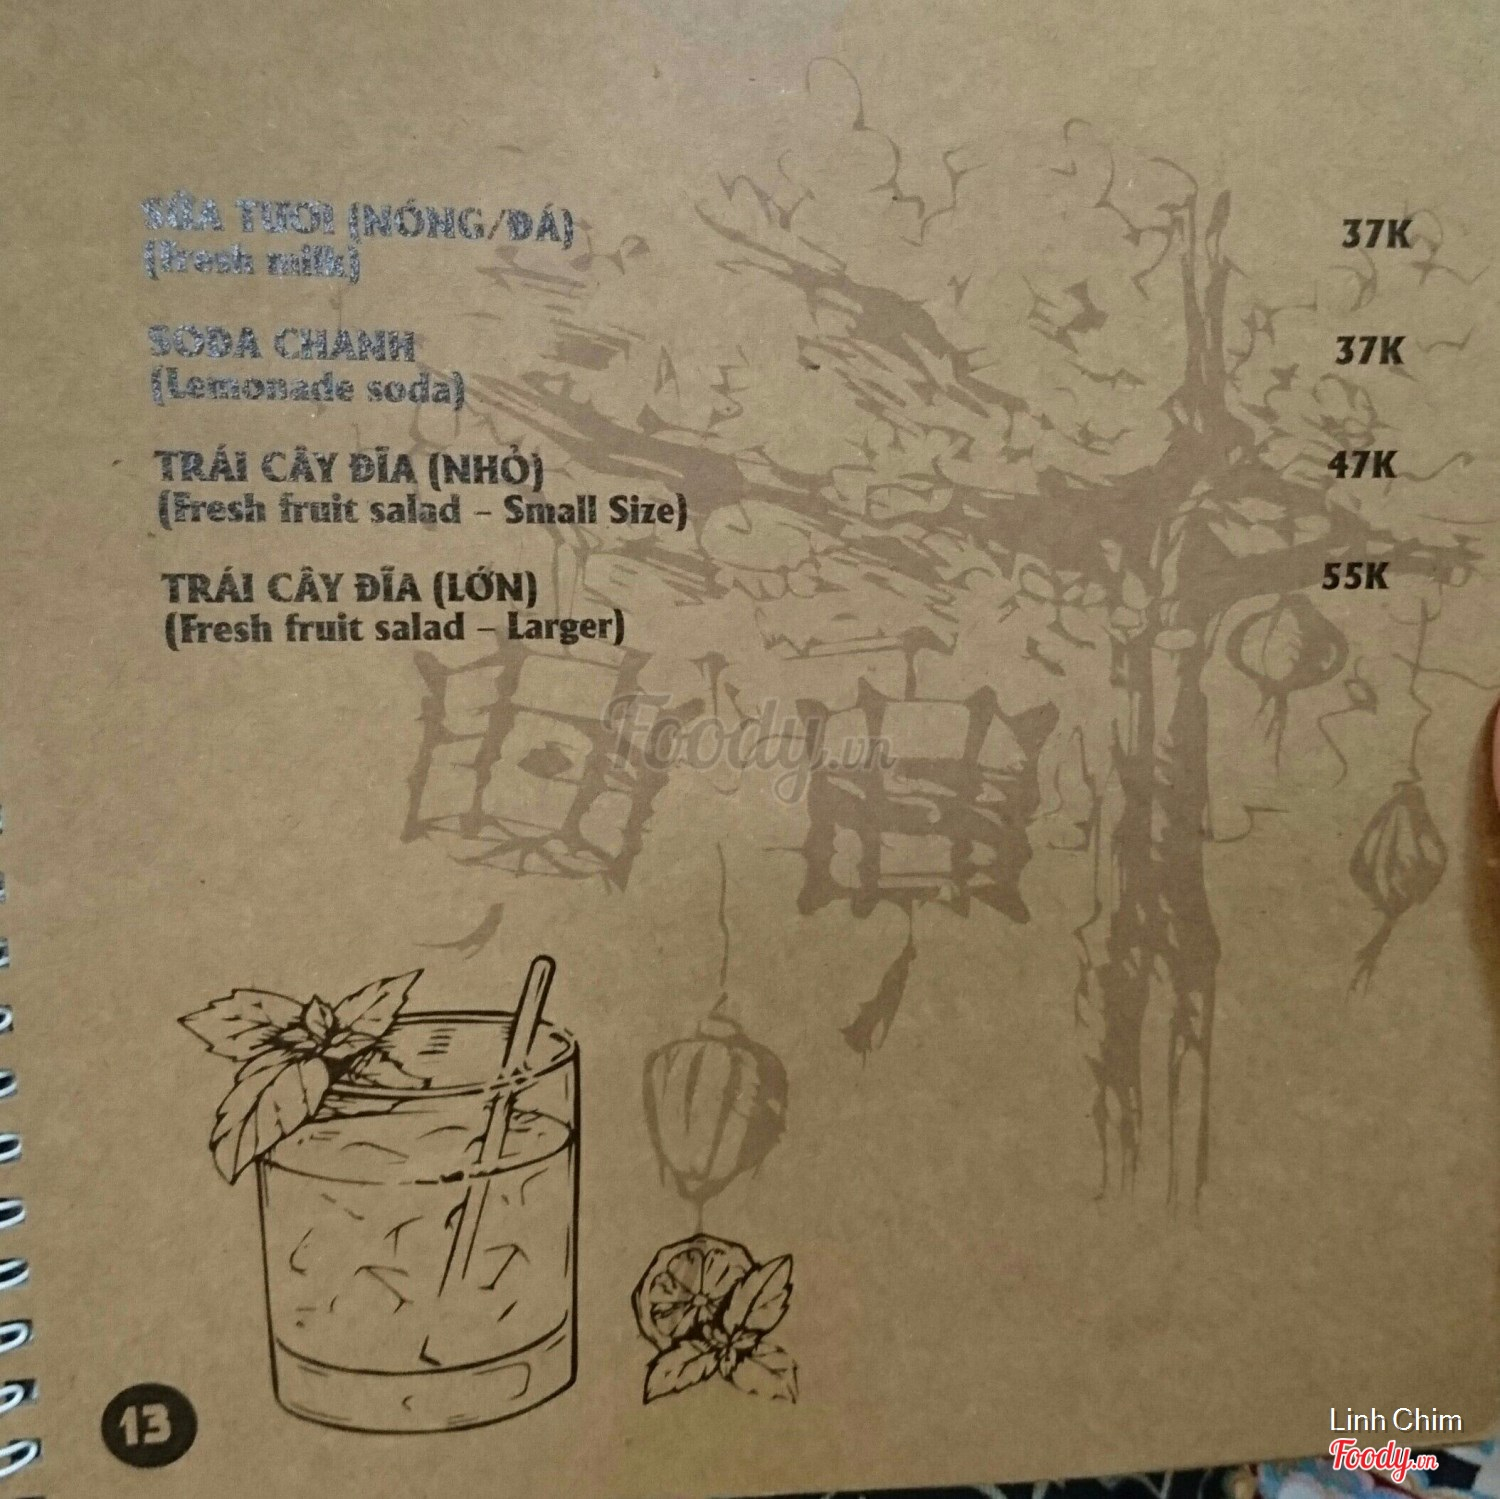 SỮA TƯƠI (NÓNG/ĐÁ) 37K
(Fresh milk)
SODA CHANH 37K
(Lemonade soda)
TRÁI CÂY ĐĨA (NHỎ) 47K
(Fresh fruit salad – Small Size)
TRÁI CÂY ĐĨA (LỚN) 55K
(Fresh fruit salad – Larger)
Foody.vn
13
Linh Chim
Foody.vn